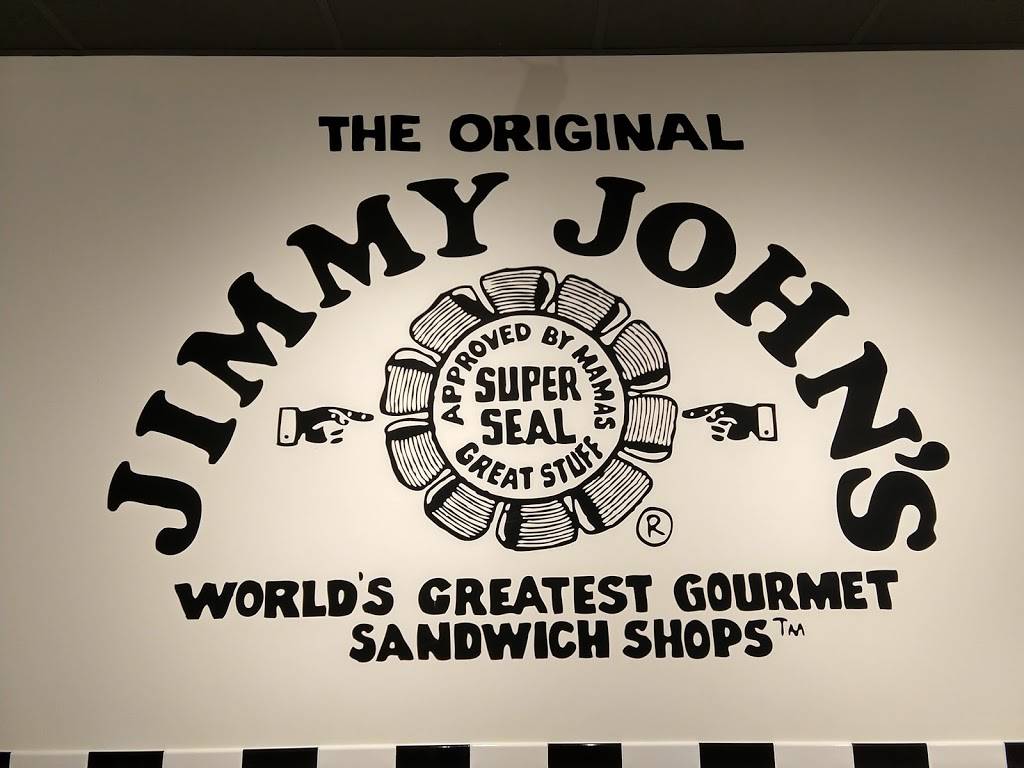 THE ORIGINAL
JIMMY JOHN'S
APPROVED BY MAMAS
SUPER
SEAL
GREAT STUFF
®
WORLD'S GREATEST GOURMET
SANDWICH SHOPS™